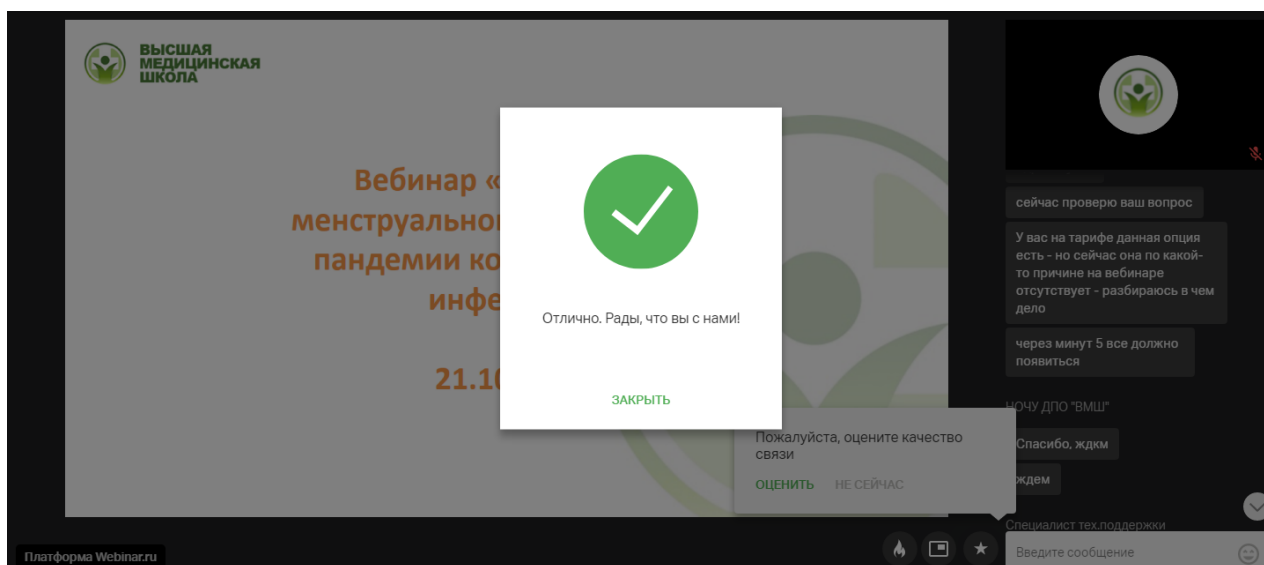 ВЫСШАЯ
МЕДИЦИНСКАЯ
ШКОЛА
Вебинар «
менструально
пандемии ко
инфе
21.10
Отлично. Рады, что вы с нами!
ЗАКРЫТЬ
Пожалуйста, оцените качество
связи
ОЦЕНИТЬ НЕ СЕЙЧАС
Платформа Webinar.ru
сейчас проверю ваш вопрос
У вас на тарифе данная опция
есть - но сейчас она по какой-
то причине на вебинаре
отсутствует - разбираюсь в чем
дело
через минут 5 все должно
появиться
НОЧУ ДПО "ВМШ"
Спасибо, ждкм
ждем
Специалист тех.поддержки
Введите сообщение